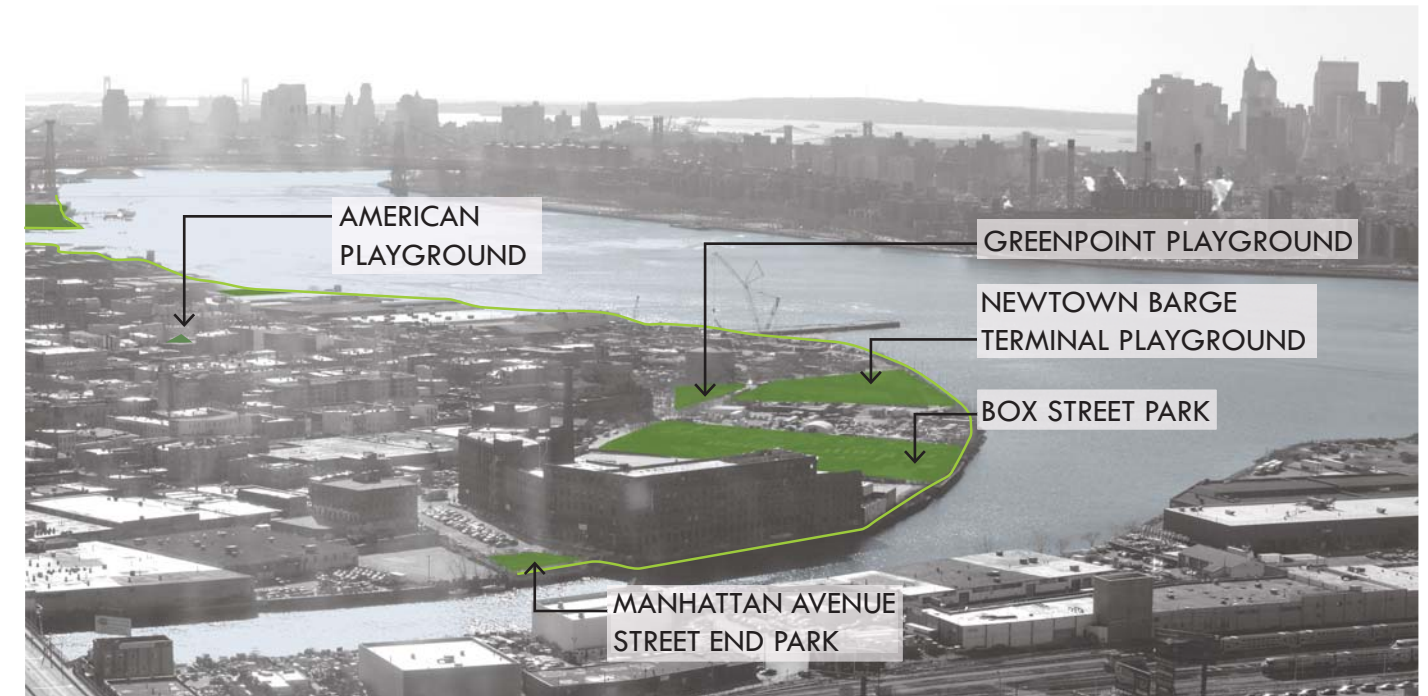 AMERICAN
PLAYGROUND
GREENPOINT PLAYGROUND
NEWTOWN BARGE
TERMINAL PLAYGROUND
BOX STREET PARK
MANHATTAN AVENUE
STREET END PARK